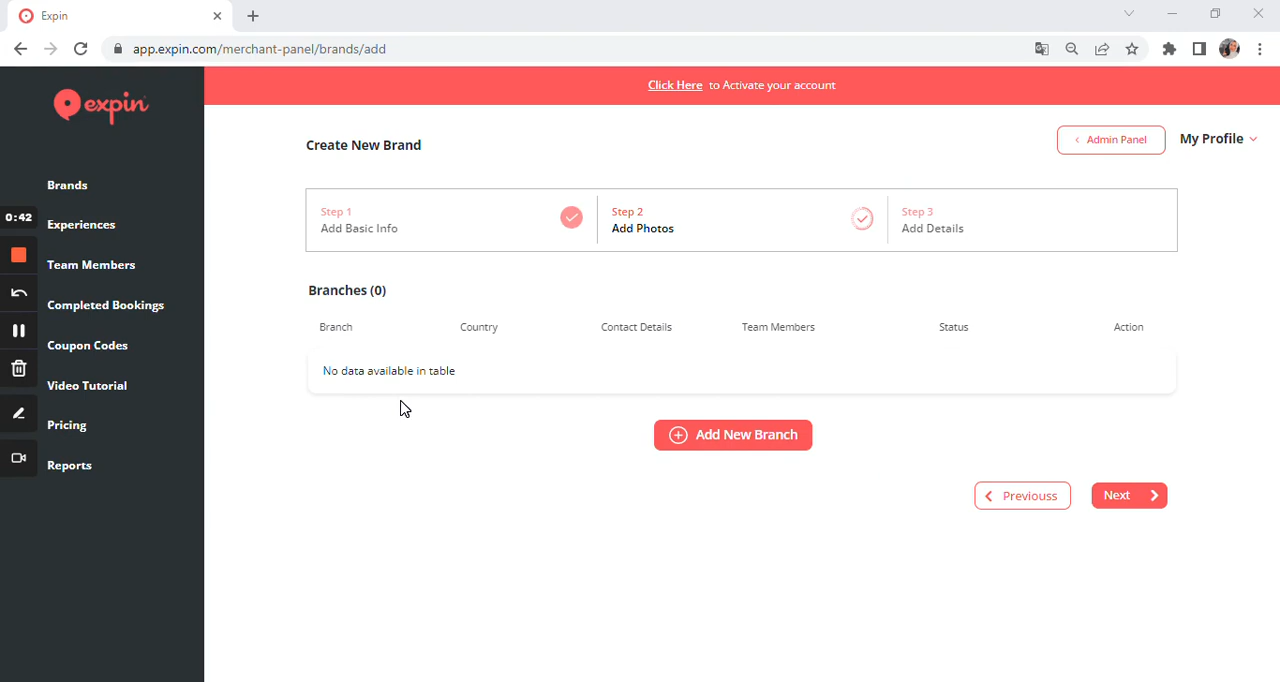 Expin
app.expin.com/merchant-panel/brands/add
Click Here to Activate your account
expin
Create New Brand
Admin Panel
My Profile
Brands
0:42
Experiences
Team Members
Completed Bookings
Coupon Codes
Video Tutorial
Pricing
Reports
Step 1
Add Basic Info
Step 2
Add Photos
Step 3
Add Details
Branches (0)
Branch Country Contact Details Team Members Status Action
No data available in table
Add New Branch
Previouss
Next